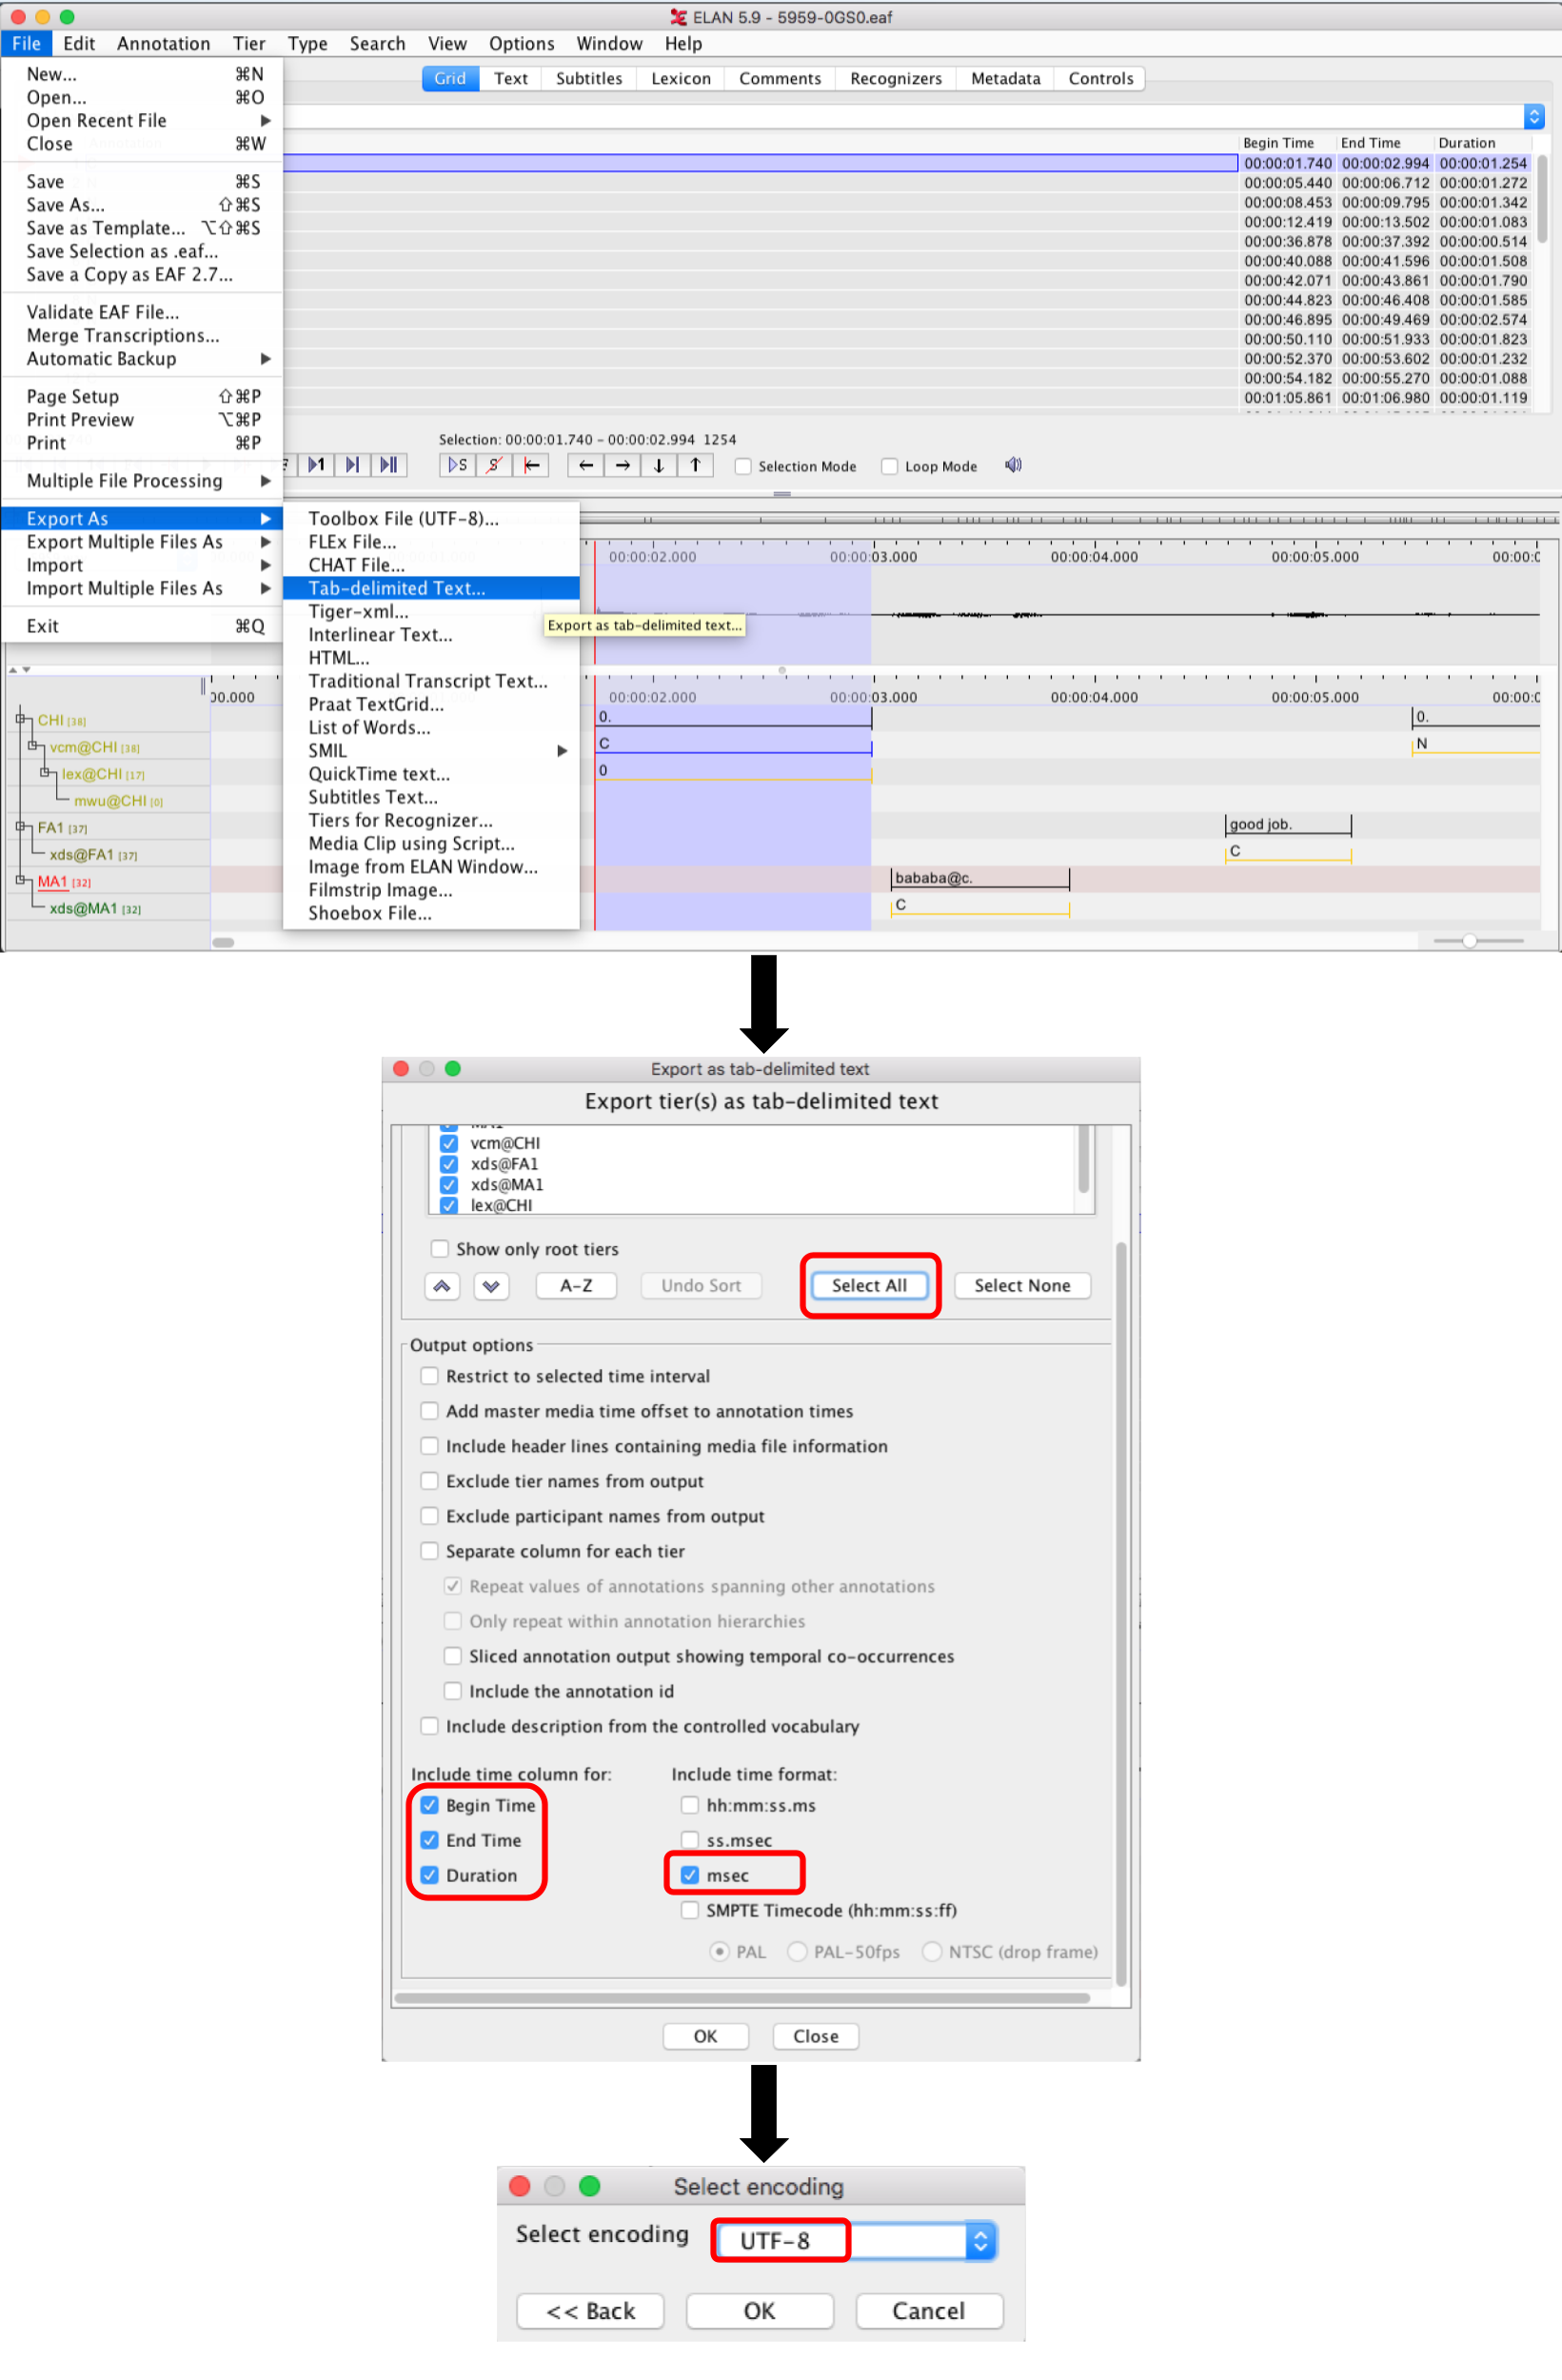 ELAN 5.9 - 5959-0GS0.eaf
File Edit Annotation Tier Type Search View Options Window Help
New... ⌘N
Open... ⌘O
Open Recent File ▶
Close ⌘W
Save ⌘S
Save As... ⇧⌘S
Save as Template... ⌥⇧⌘S
Save Selection as .eaf...
Save a Copy as EAF 2.7...
Validate EAF File...
Merge Transcriptions...
Automatic Backup ▶
Page Setup ⇧⌘P
Print Preview ⌥⌘P
Print ⌘P
Multiple File Processing ▶
Export As ▶
Export Multiple Files As ▶
Import ▶
Import Multiple Files As ▶
Exit ⌘Q
Grid Text Subtitles Lexicon Comments Recognizers Metadata Controls
Begin Time End Time Duration
00:00:01.740 00:00:02.994 00:00:01.254
00:00:05.440 00:00:06.712 00:00:01.272
00:00:08.453 00:00:09.795 00:00:01.342
00:00:12.419 00:00:13.502 00:00:01.083
00:00:36.878 00:00:37.392 00:00:00.514
00:00:40.088 00:00:41.596 00:00:01.508
00:00:42.071 00:00:43.861 00:00:01.790
00:00:44.823 00:00:46.408 00:00:01.585
00:00:46.895 00:00:49.469 00:00:02.574
00:00:50.110 00:00:51.933 00:00:01.823
00:00:52.370 00:00:53.602 00:00:01.232
00:00:54.182 00:00:55.270 00:00:01.088
00:01:05.861 00:01:06.980 00:00:01.119
Selection: 00:00:01.740 - 00:00:02.994 1254
S S Selection Mode Loop Mode
Toolbox File (UTF-8)...
FLEx File...
CHAT File...
Tab-delimited Text...
Tiger-xml...
Interlinear Text...
HTML...
Traditional Transcript Text...
Praat TextGrid...
List of Words...
SMIL ▶
QuickTime text...
Subtitles Text...
Tiers for Recognizer...
Media Clip using Script...
Image from ELAN Window...
Filmstrip Image...
Shoebox File...
Export as tab-delimited text...
00:00:02.000 00:00:03.000 00:00:04.000 00:00:05.000 00:00:0
00.000 00:00:02.000 00:00:03.000 00:00:04.000 00:00:05.000 00:00:0
CHI [38] 0. 0.
vcm@CHI [38] C N
lex@CHI [17] 0
mwu@CHI [0]
FA1 [37] good job.
xds@FA1 [37] C
MA1 [32] bababa@c.
xds@MA1 [32] C
Export as tab-delimited text
Export tier(s) as tab-delimited text
vcm@CHI
xds@FA1
xds@MA1
lex@CHI
Show only root tiers
A-Z Undo Sort Select All Select None
Output options
Restrict to selected time interval
Add master media time offset to annotation times
Include header lines containing media file information
Exclude tier names from output
Exclude participant names from output
Separate column for each tier
Repeat values of annotations spanning other annotations
Only repeat within annotation hierarchies
Sliced annotation output showing temporal co-occurrences
Include the annotation id
Include description from the controlled vocabulary
Include time column for: Include time format:
Begin Time hh:mm:ss.ms
End Time ss.msec
Duration msec
SMPTE Timecode (hh:mm:ss:ff)
PAL PAL-50fps NTSC (drop frame)
OK Close
Select encoding
Select encoding UTF-8
<< Back OK Cancel